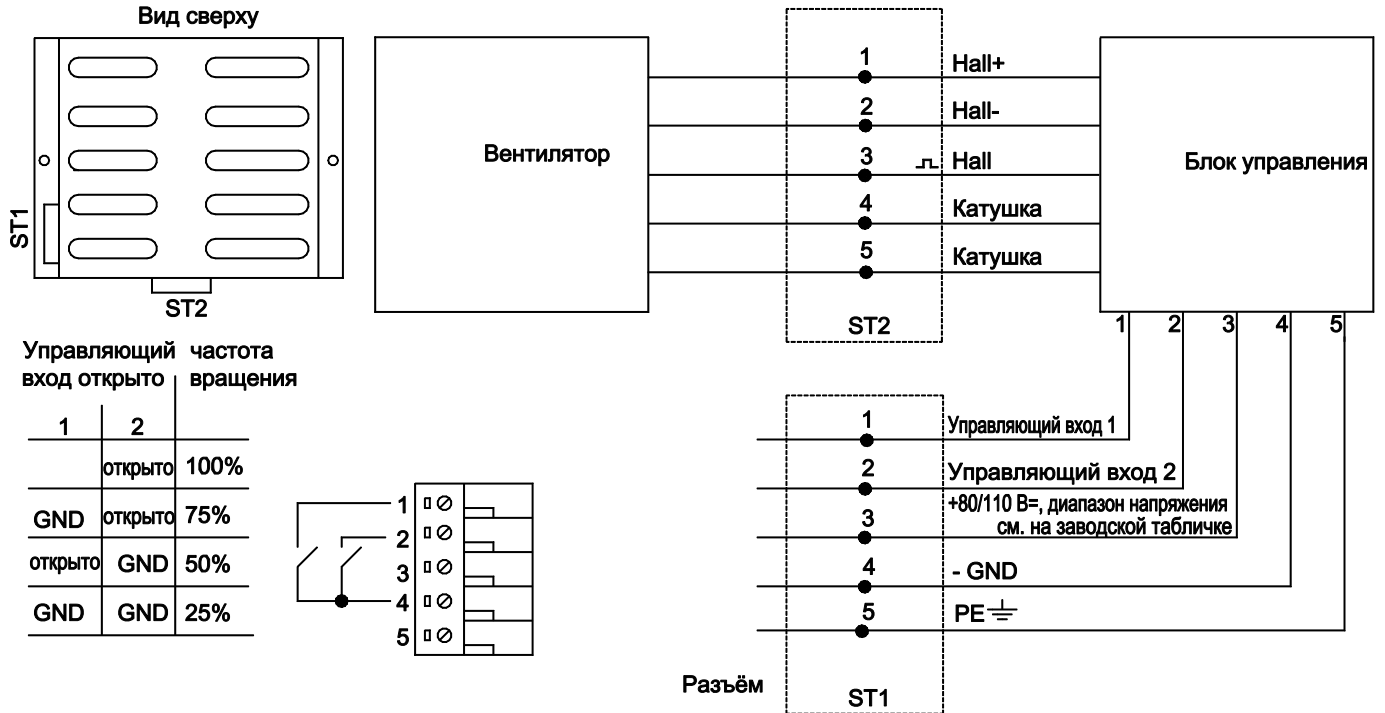 Вид сверху
ST1
ST2
Вентилятор
1
Hall+
2
Hall-
3
Hall
4
Катушка
5
Катушка
ST2
Блок управления
1 2 3 4 5
Управляющий частота
вход открыто вращения
1 2
открыто 100%
GND открыто 75%
открыто GND 50%
GND GND 25%
1
2
3
4
5
1
Управляющий вход 1
2
Управляющий вход 2
+80/110 В=, диапазон напряжения
3
см. на заводской табличке
4
- GND
5
PE
Разъём
ST1